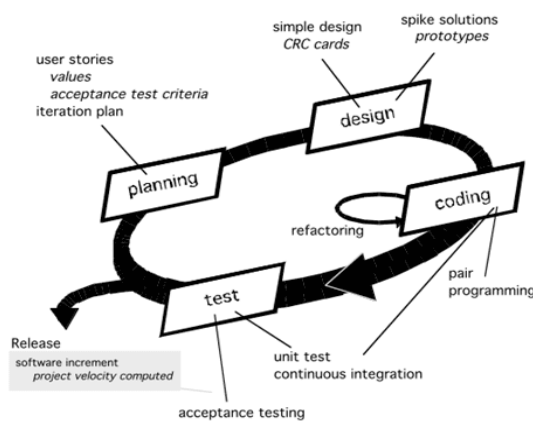 simple design
CRC cards
spike solutions
prototypes
user stories
values
acceptance test criteria
iteration plan
design
planning
coding
refactoring
test
pair
programming
Release
software increment
project velocity computed
unit test
continuous integration
acceptance testing